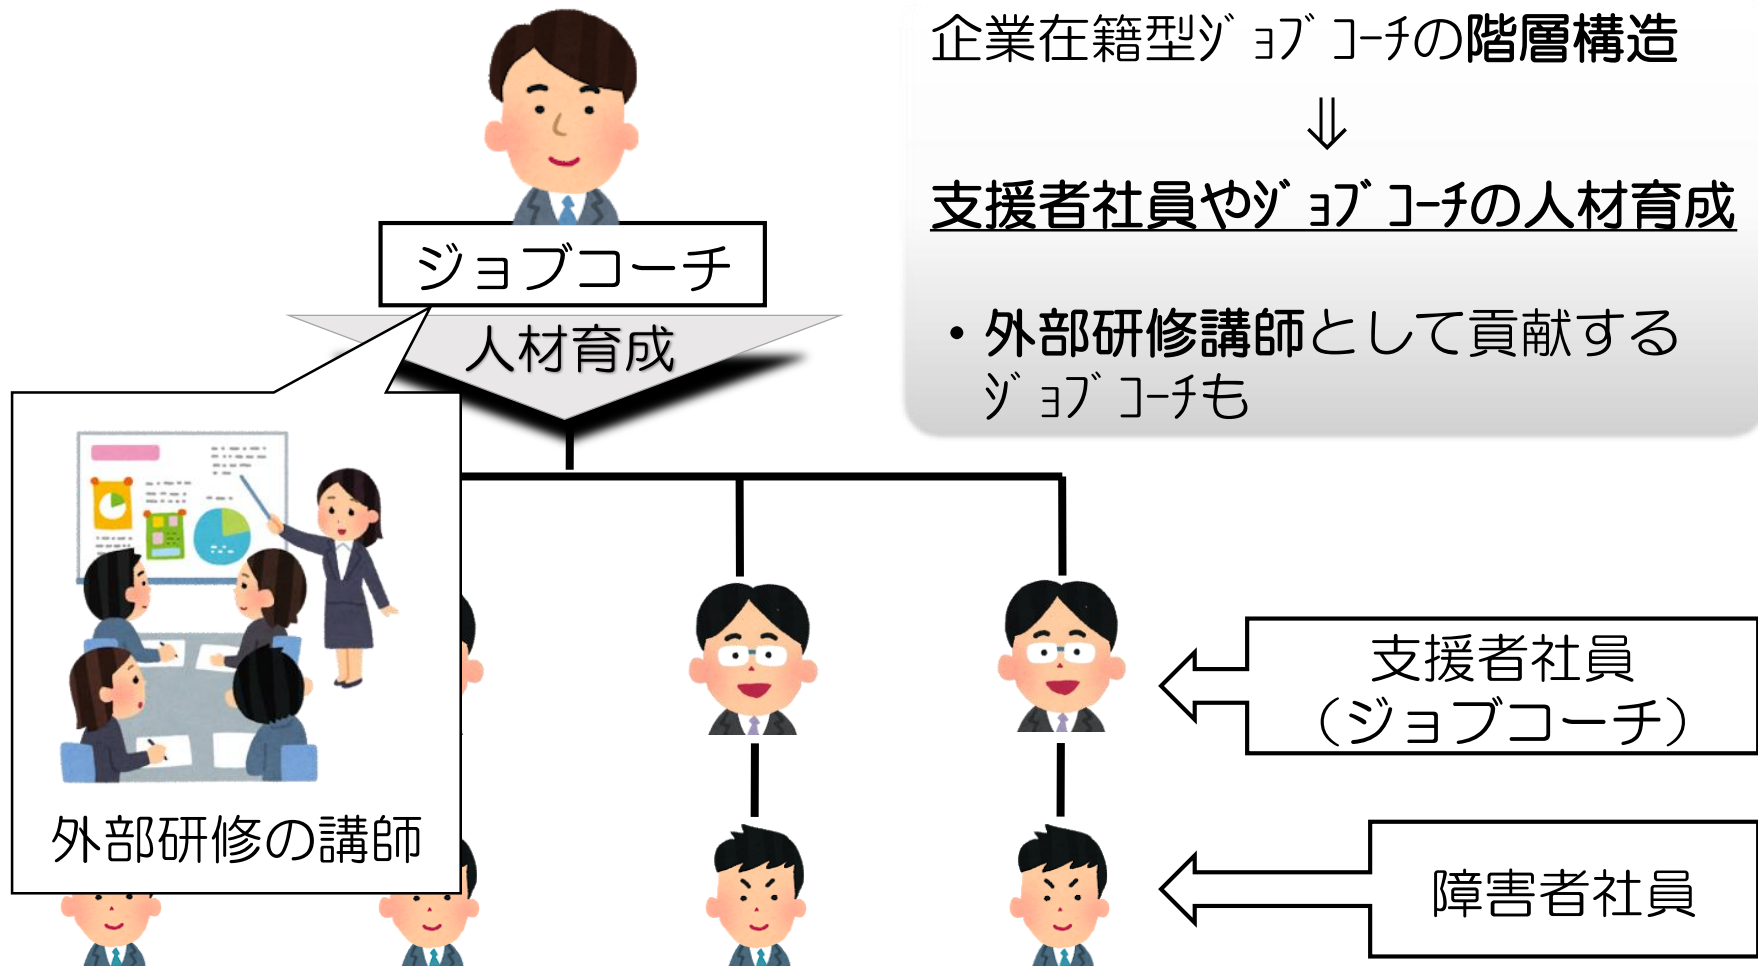 企業在籍型ｼﾞｮﾌﾞｺｰﾁの階層構造
⇓
支援者社員やｼﾞｮﾌﾞｺｰﾁの人材育成
・外部研修講師として貢献する
ｼﾞｮﾌﾞｺｰﾁも
ジョブコーチ
人材育成
外部研修の講師
支援者社員
（ジョブコーチ）
障害者社員